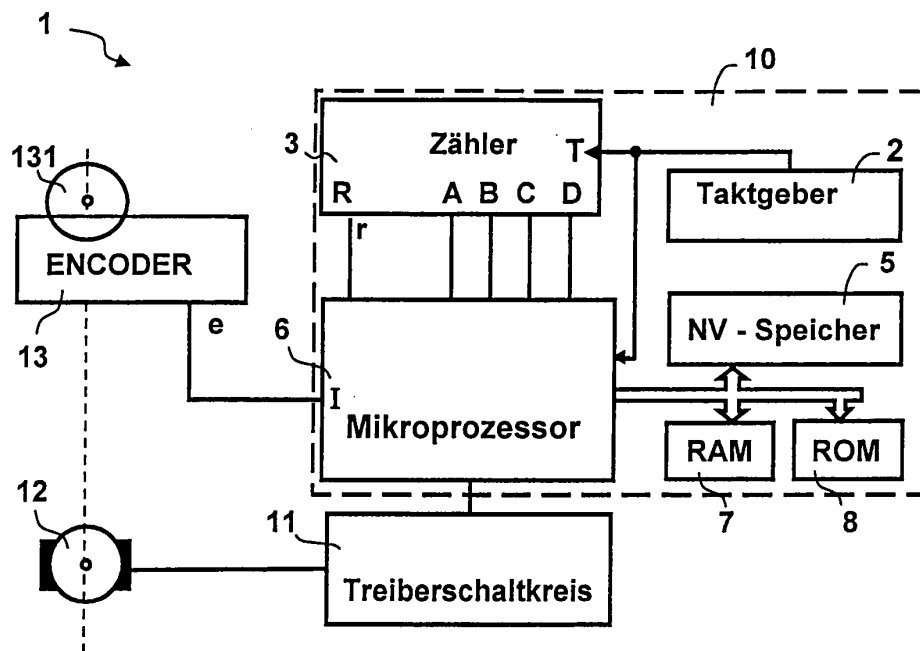 1
10
131
3
Zähler
T
2
R
A B C D
Taktgeber
r
ENCODER
5
13
e
6
NV - Speicher
I
Mikroprozessor
RAM
ROM
12
11
7
8
Treiberschaltkreis